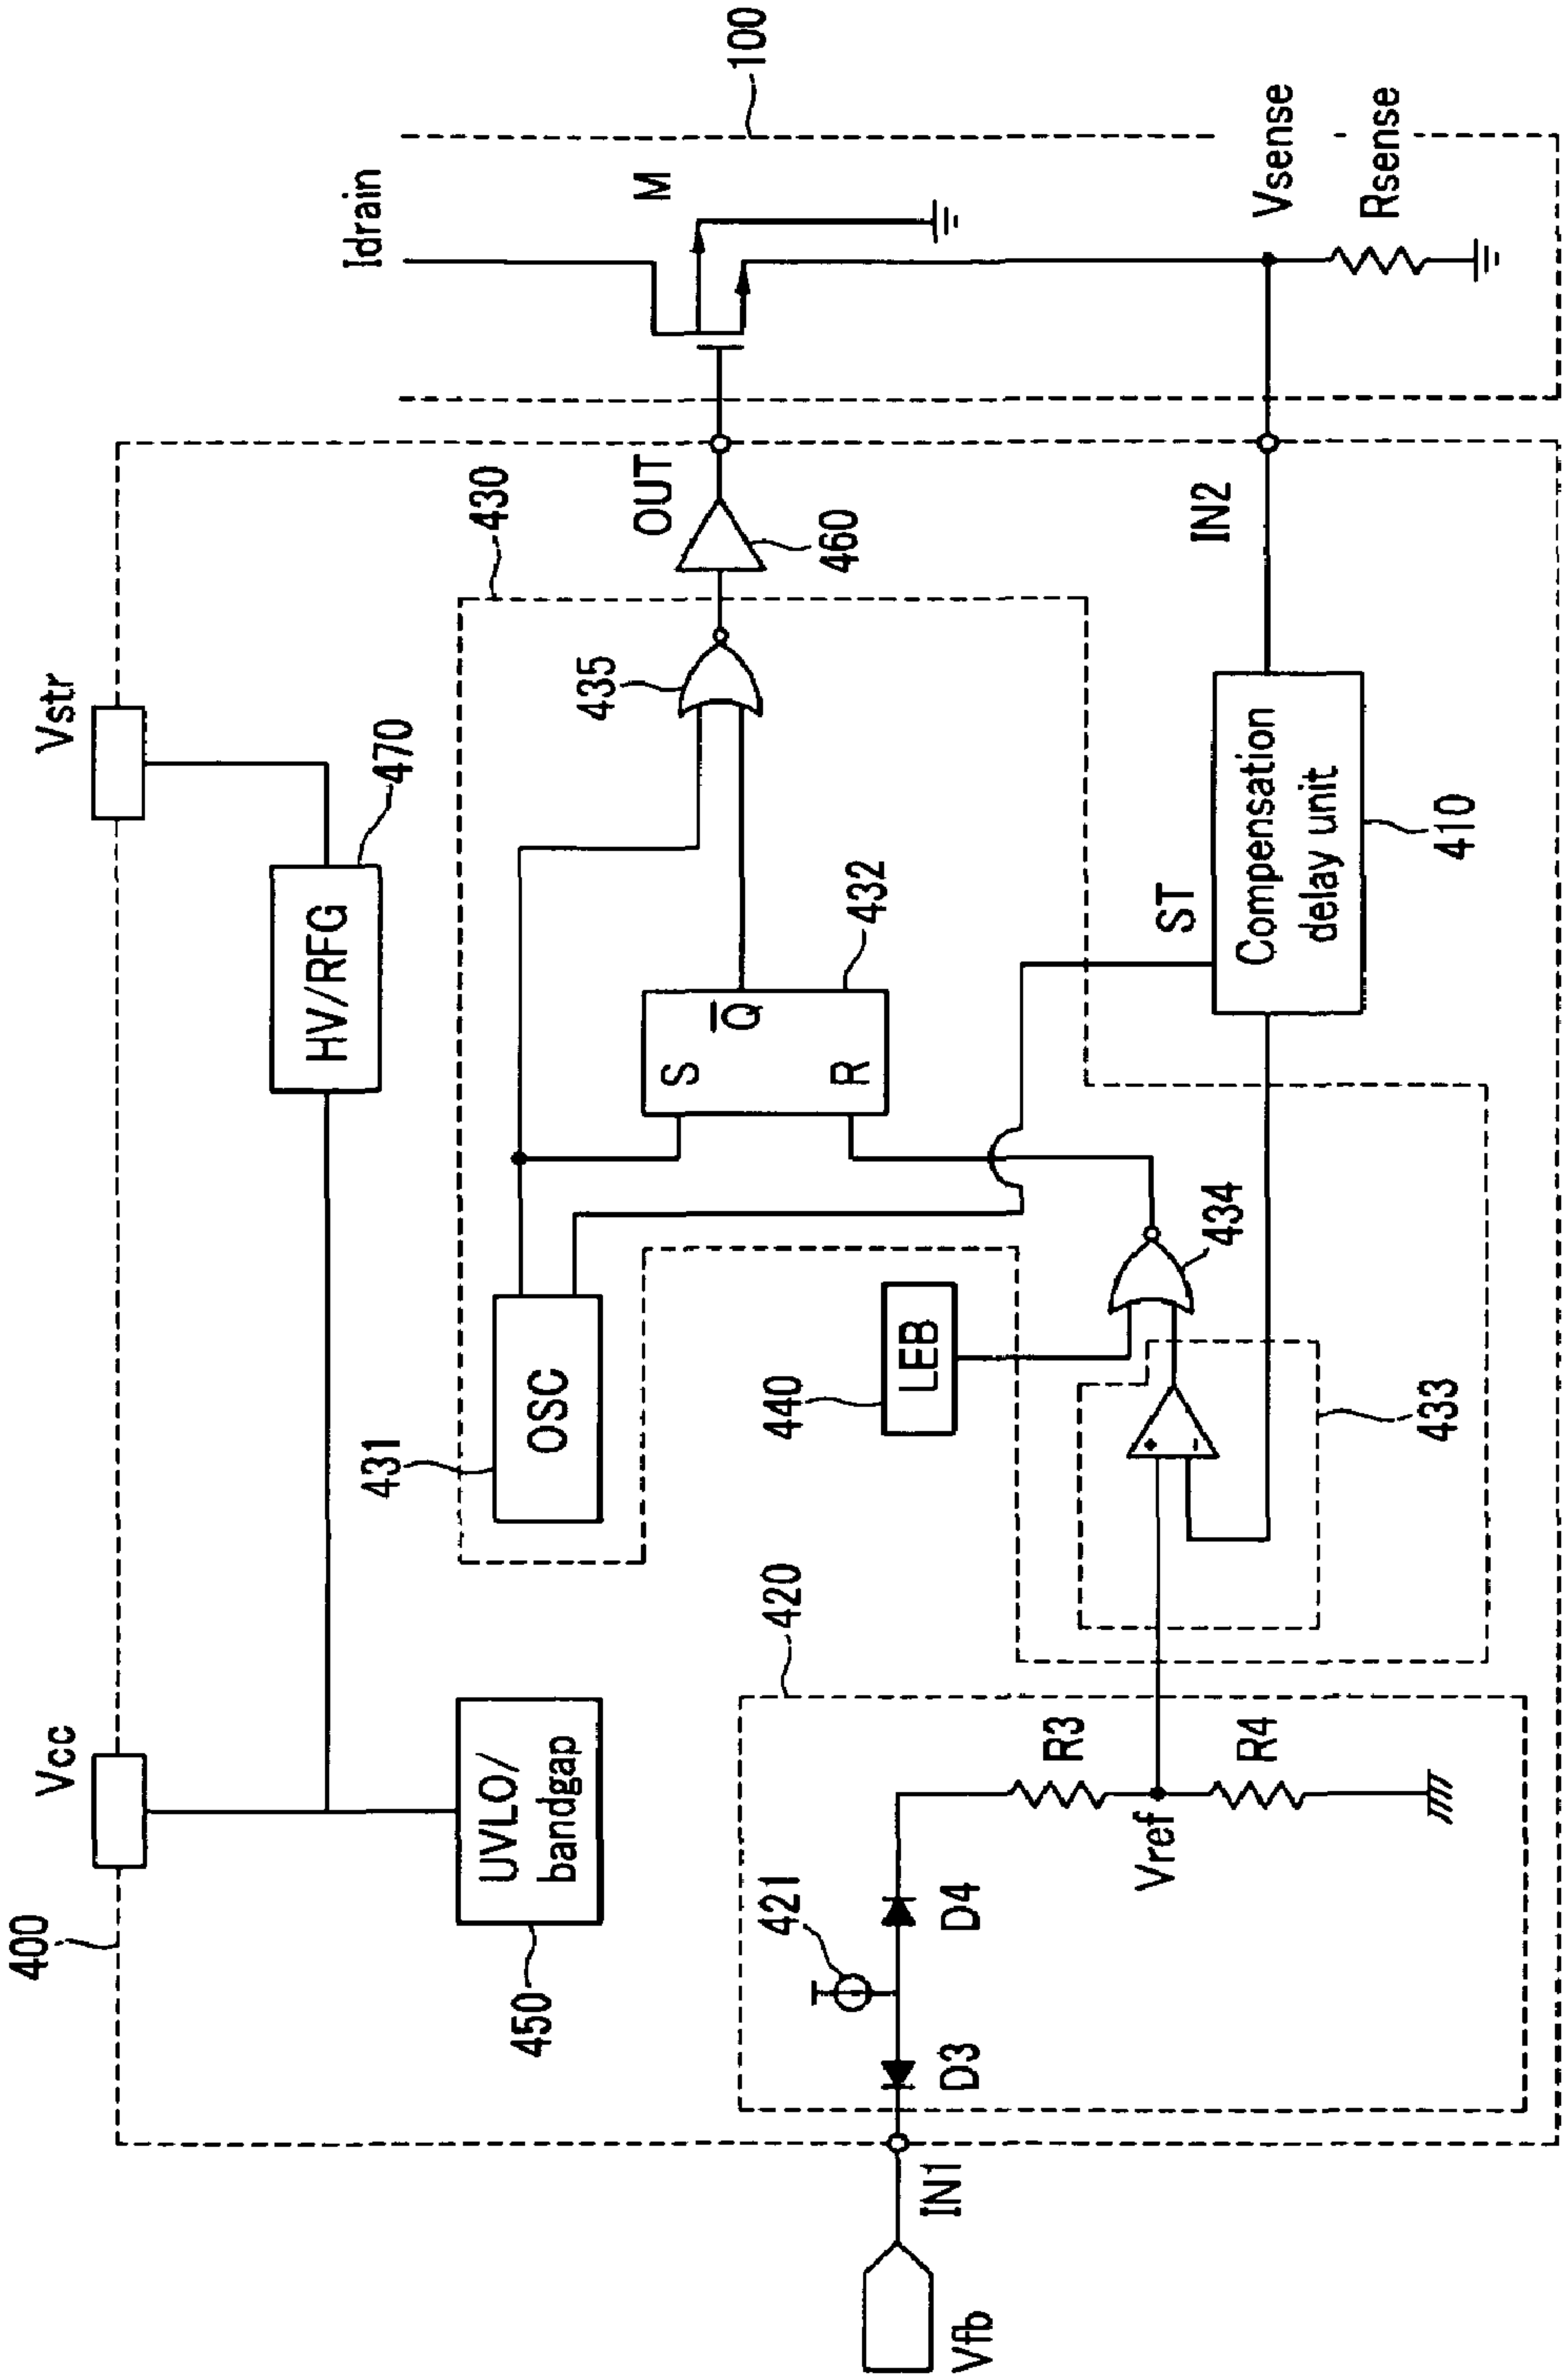 400
Vcc
Vstr
HV/RFG
470
UVLO/
bandgap
450
430
431
OSC
S
Q̅
R
432
435
OUT
460
Idrain
M
100
440
LEB
434
433
ST
Compensation
delay unit
410
IN2
Vsense
Rsense
420
421
D3
D4
R3
Vref
R4
+
-
IN1
Vfb